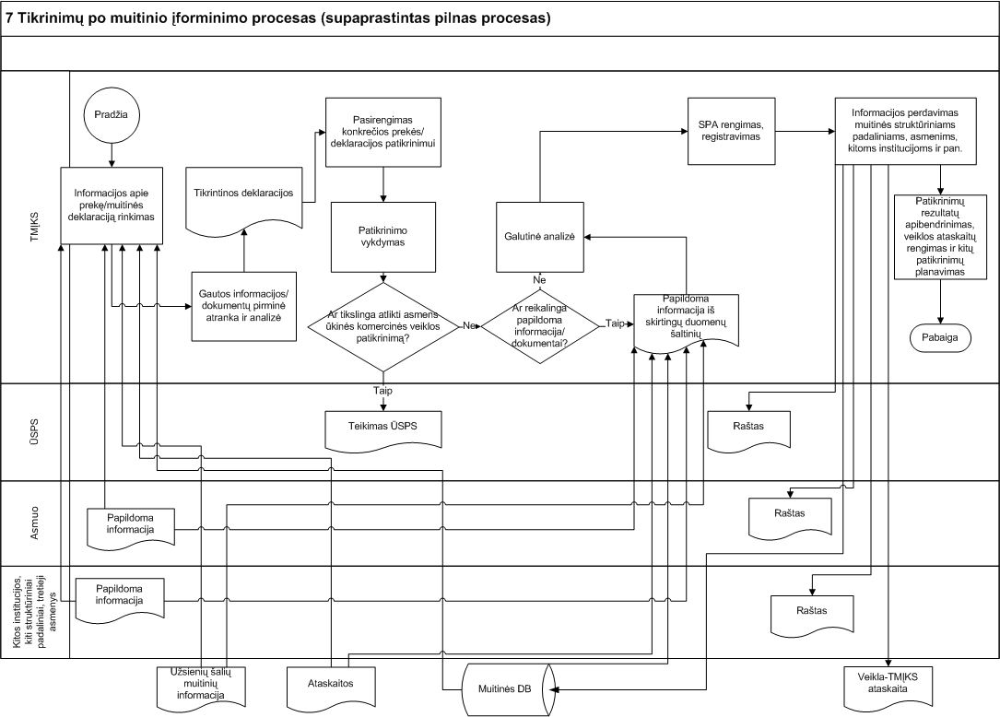 7 Tikrinimų po muitinio įforminimo procesas (supaprastintas pilnas procesas)
TMĮKS
Pradžia
Informacijos apie
prekę/muitinės
deklaraciją rinkimas
Tikrintinos deklaracijos
Gautos informacijos/
dokumentų pirminė
atranka ir analizė
Pasirengimas
konkrečios prekės/
deklaracijos patikrinimui
Patikrinimo
vykdymas
Ar tikslinga atlikti asmens
ūkinės komercinės veiklos
patikrinimą?
Ne
Taip
Ar reikalinga
papildoma
informacija/
dokumentai?
Ne
Taip
Galutinė analizė
Papildoma
informacija iš
skirtingų duomenų
šaltinių
SPA rengimas,
registravimas
Informacijos perdavimas
muitinės struktūriniams
padaliniams, asmenims,
kitoms institucijoms ir pan.
Patikrinimų
rezultatų
apibendrinimas,
veiklos ataskaitų
rengimas ir kitų
patikrinimų
planavimas
Pabaiga
ŪSPS
Teikimas ŪSPS
Raštas
Asmuo
Papildoma
informacija
Raštas
Kitos institucijos,
kiti struktūriniai
padaliniai, tretieji
asmenys
Papildoma
informacija
Raštas
Užsienių šalių
muitinių
informacija
Ataskaitos
Muitinės DB
Veikla-TMĮKS
ataskaita